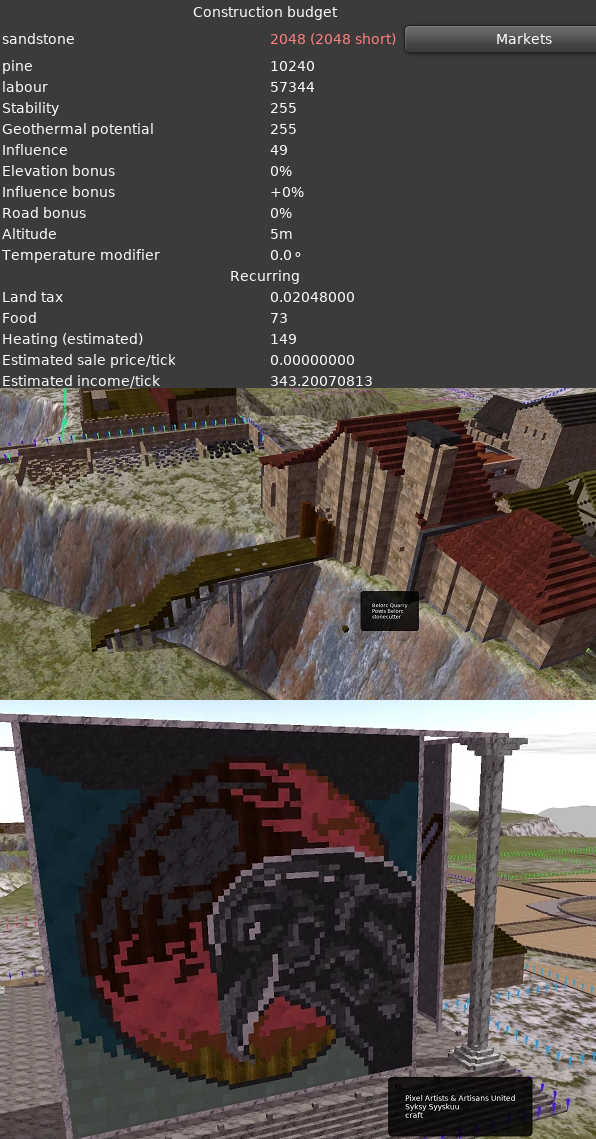 Construction budget
sandstone 2048 (2048 short) Markets
pine 10240
labour 57344
Stability 255
Geothermal potential 255
Influence 49
Elevation bonus 0%
Influence bonus +0%
Road bonus 0%
Altitude 5m
Temperature modifier 0.0°
Recurring
Land tax 0.02048000
Food 73
Heating (estimated) 149
Estimated sale price/tick 0.00000000
Estimated income/tick 343.20070813
Belorc Quarry
Powis Belorc
stonecutter
Pixel Artists & Artisans United
Syksy Syyskuu
craft